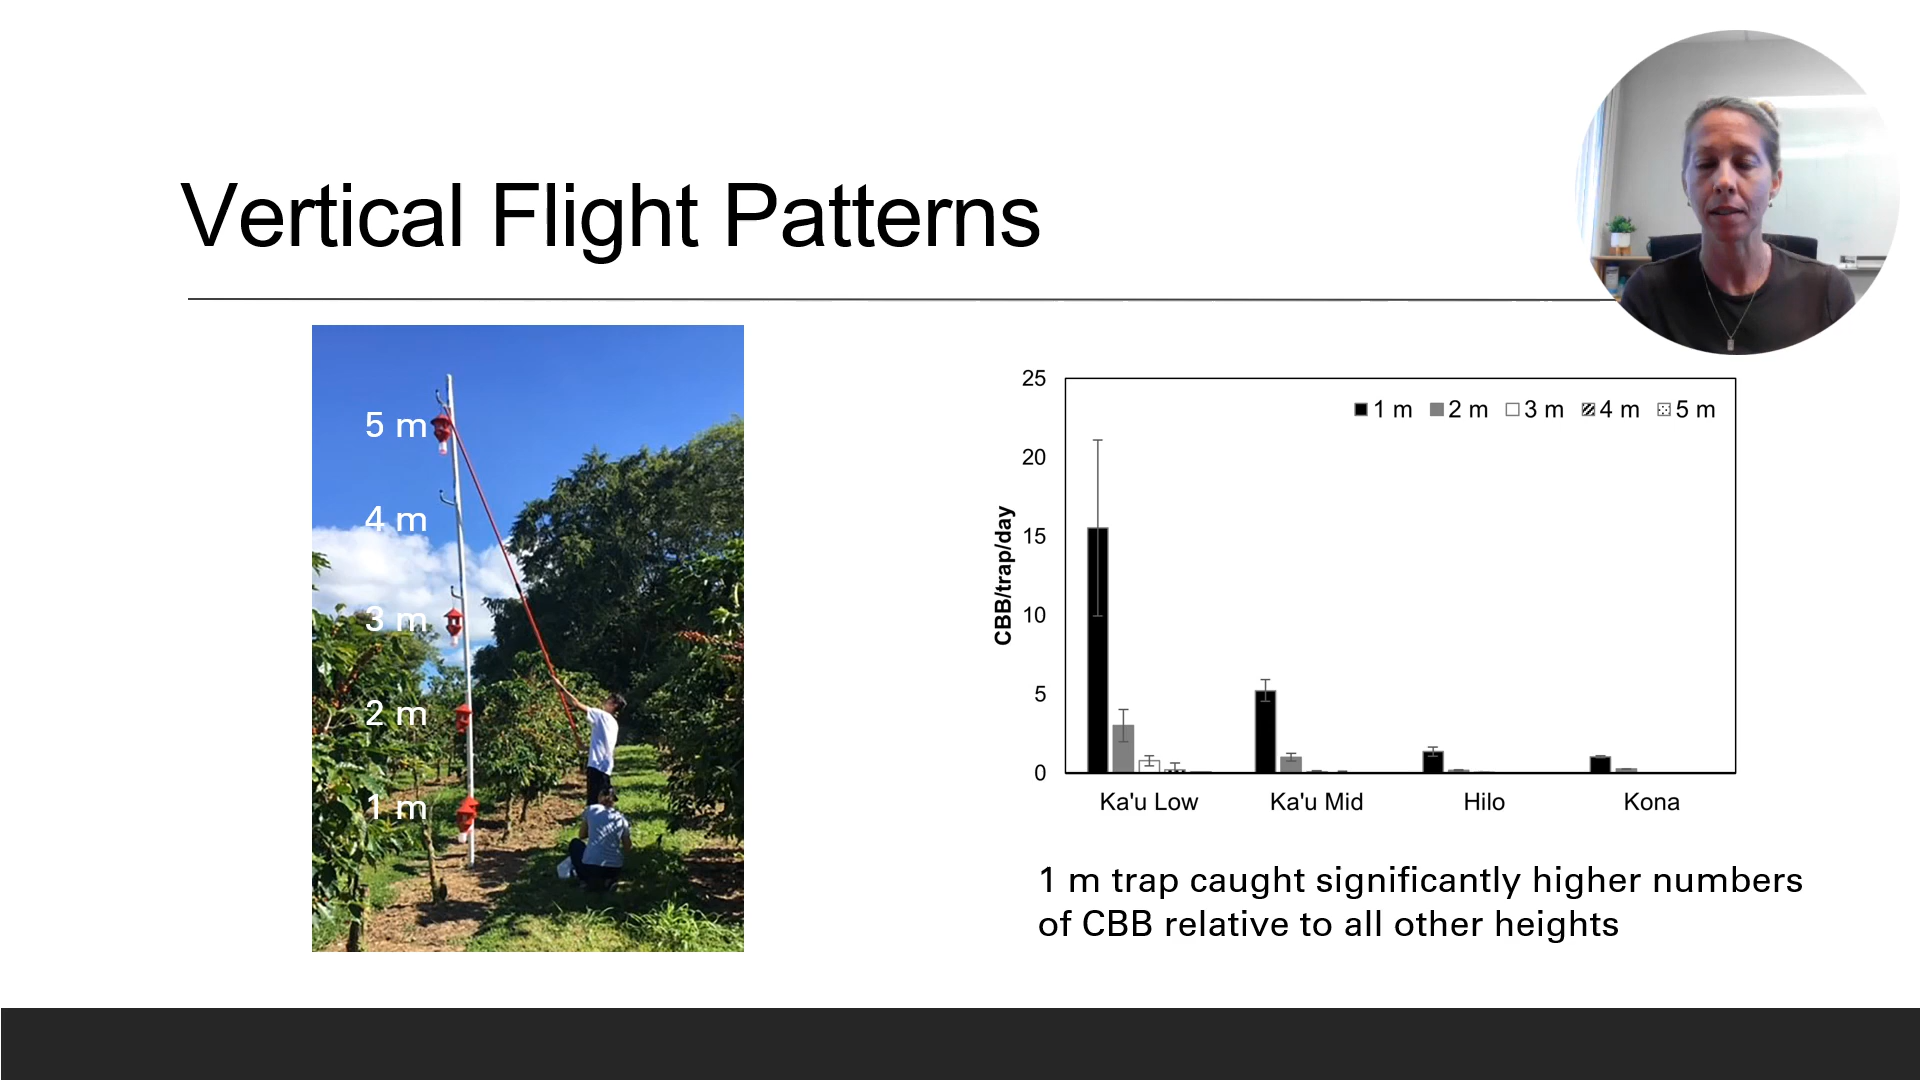 Vertical Flight Patterns
5 m
4 m
3 m
2 m
1 m
25
20
15
10
5
0
CBB/trap/day
1 m 2 m 3 m 4 m 5 m
Ka'u Low Ka'u Mid Hilo Kona
1 m trap caught significantly higher numbers
of CBB relative to all other heights